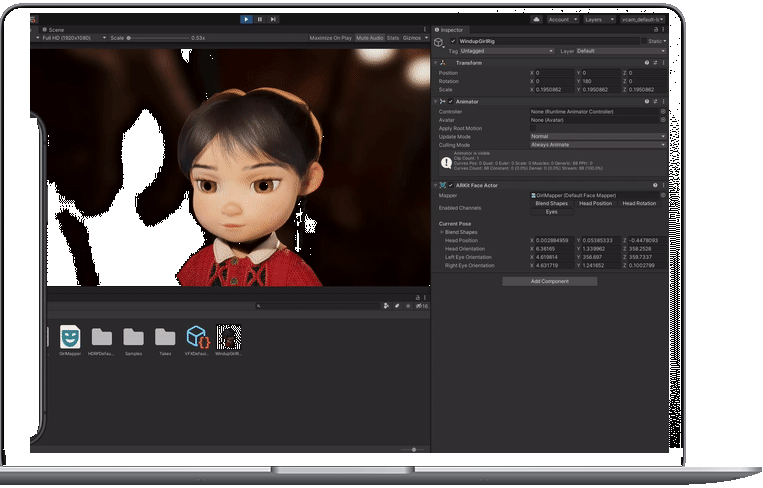 Account
Layers
vcam_default-l
Scene
Full HD (1920x1080)
Scale
0.53x
Maximize On Play
Mute Audio
Stats
Gizmos
Inspector
WindupGirlRig
Static
Tag Untagged
Layer Default
Transform
Position X 0 Y 0 Z 0
Rotation X 0 Y 180 Z 0
Scale X 0.1950862 Y 0.1950862 Z 0.1950862
Animator
Controller None (Runtime Animator Controller)
Avatar None (Avatar)
Apply Root Motion
Update Mode Normal
Culling Mode Always Animate
Animator is visible
Clip Count: 1
Curves Pos: 0 Quat: 0 Euler: 0 Scale: 0 Muscles: 0 Generic: 68 PPtr: 0
Curves Count: 68 Constant: 0 (0.0%) Dense: 0 (0.0%) Stream: 68 (100.0%)
ARKit Face Actor
Mapper GirlMapper (Default Face Mapper)
Enabled Channels Blend Shapes Head Position Head Rotation
Eyes
Current Pose
Blend Shapes
Head Position X 0.002884959 Y 0.05385333 Z -0.4478093
Head Orientation X 6.36165 Y 1.339962 Z 358.2528
Left Eye Orientation X 4.619814 Y 356.697 Z 359.7337
Right Eye Orientation X 4.631719 Y 1.241652 Z 0.1002799
Add Component
16
GirlMapper
HDRPDefau...
Samples
Takes
VFXDefaul...
WindupGirlR...